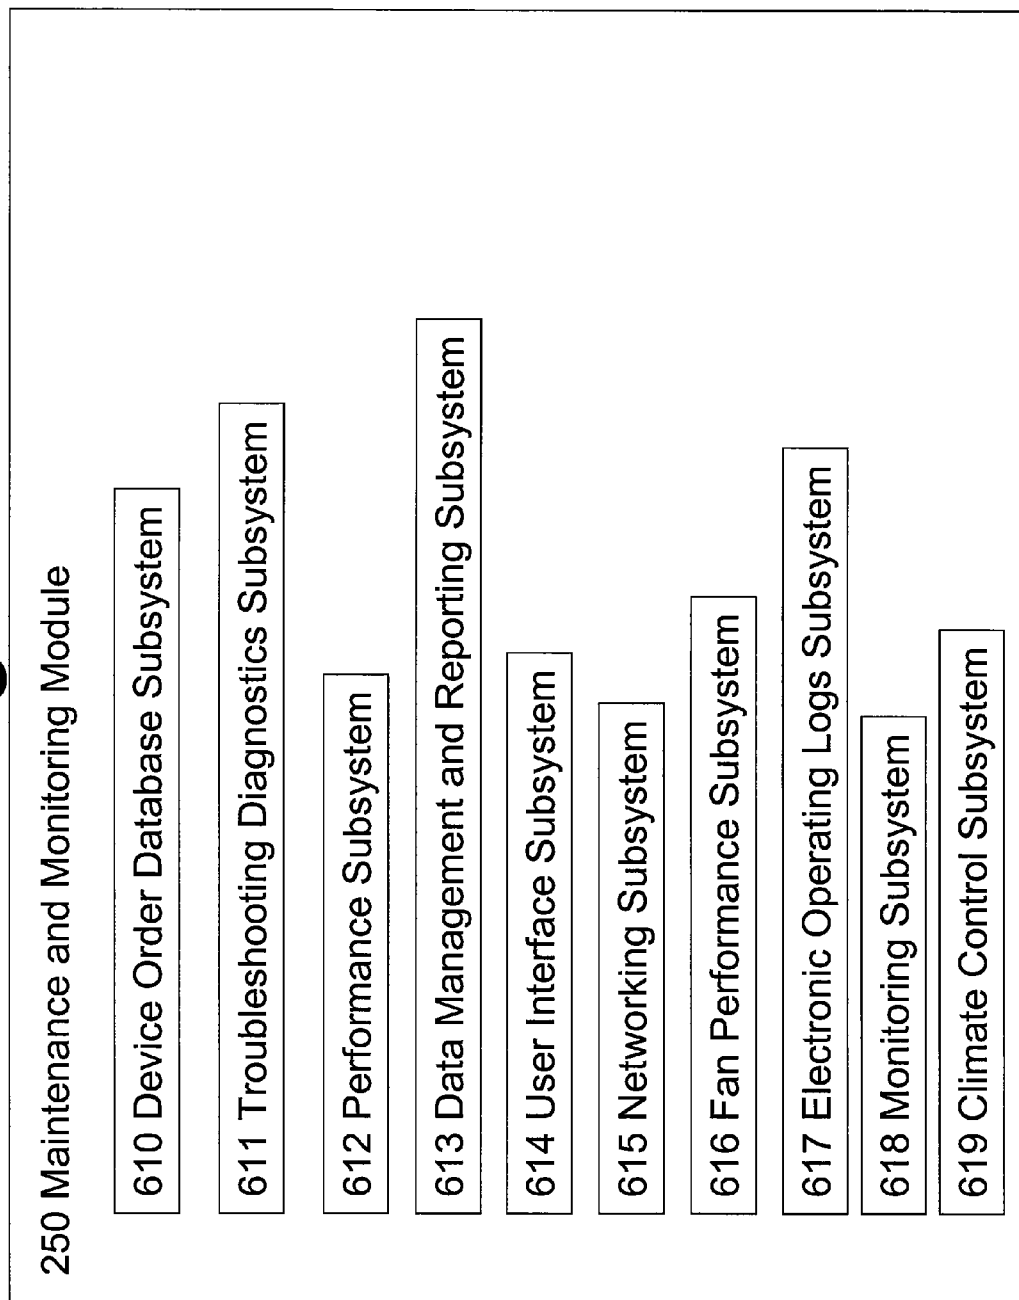 250 Maintenance and Monitoring Module
610 Device Order Database Subsystem
611 Troubleshooting Diagnostics Subsystem
612 Performance Subsystem
613 Data Management and Reporting Subsystem
614 User Interface Subsystem
615 Networking Subsystem
616 Fan Performance Subsystem
617 Electronic Operating Logs Subsystem
618 Monitoring Subsystem
619 Climate Control Subsystem